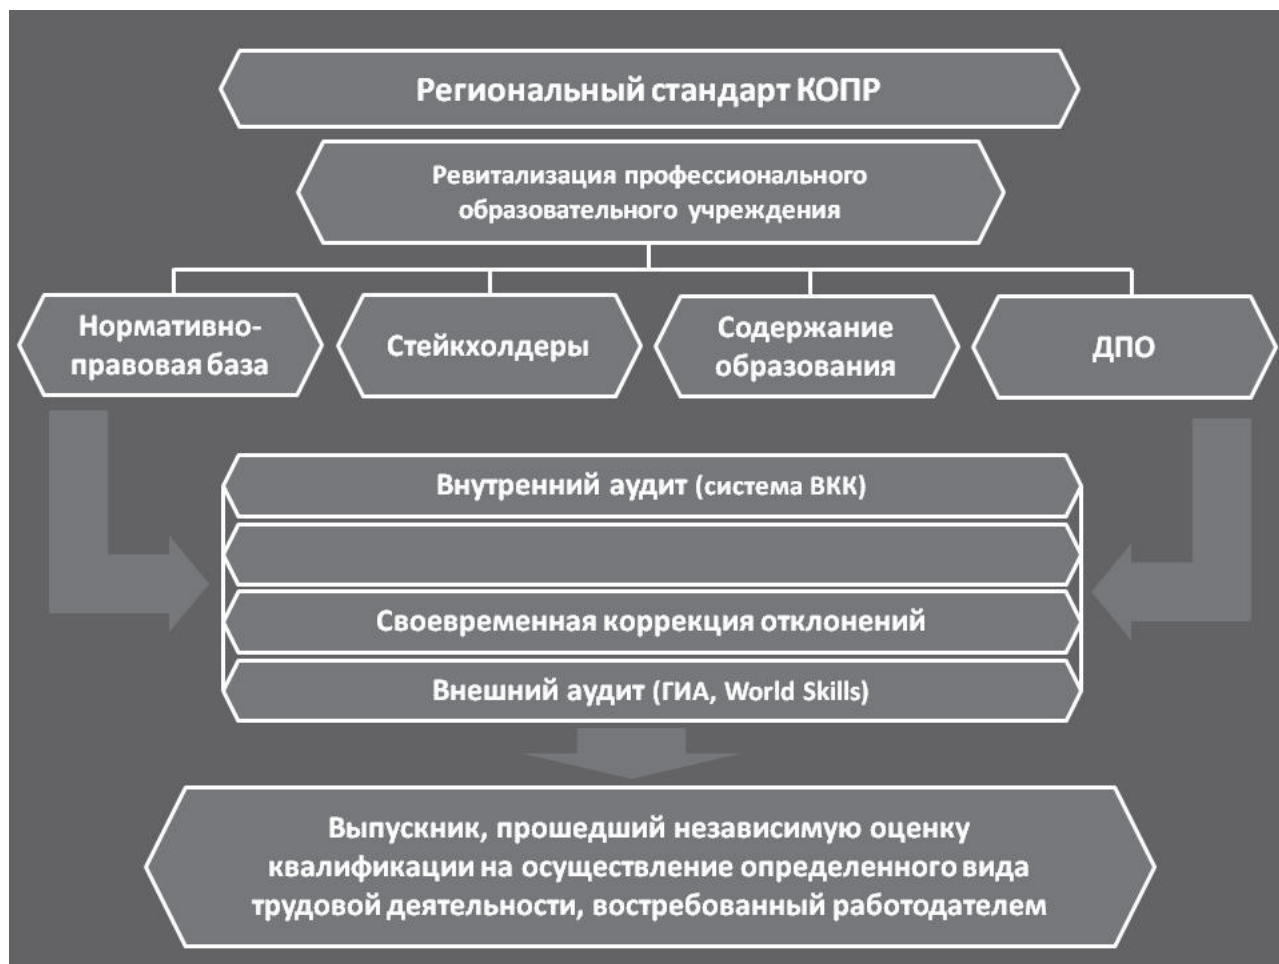 Региональный стандарт КОПР
Ревитализация профессионального
образовательного учреждения
Нормативно-
правовая база
Стейкхолдеры
Содержание
образования
ДПО
Внутренний аудит (система ВКК)
Своевременная коррекция отклонений
Внешний аудит (ГИА, World Skills)
Выпускник, прошедший независимую оценку
квалификации на осуществление определенного вида
трудовой деятельности, востребованный работодателем